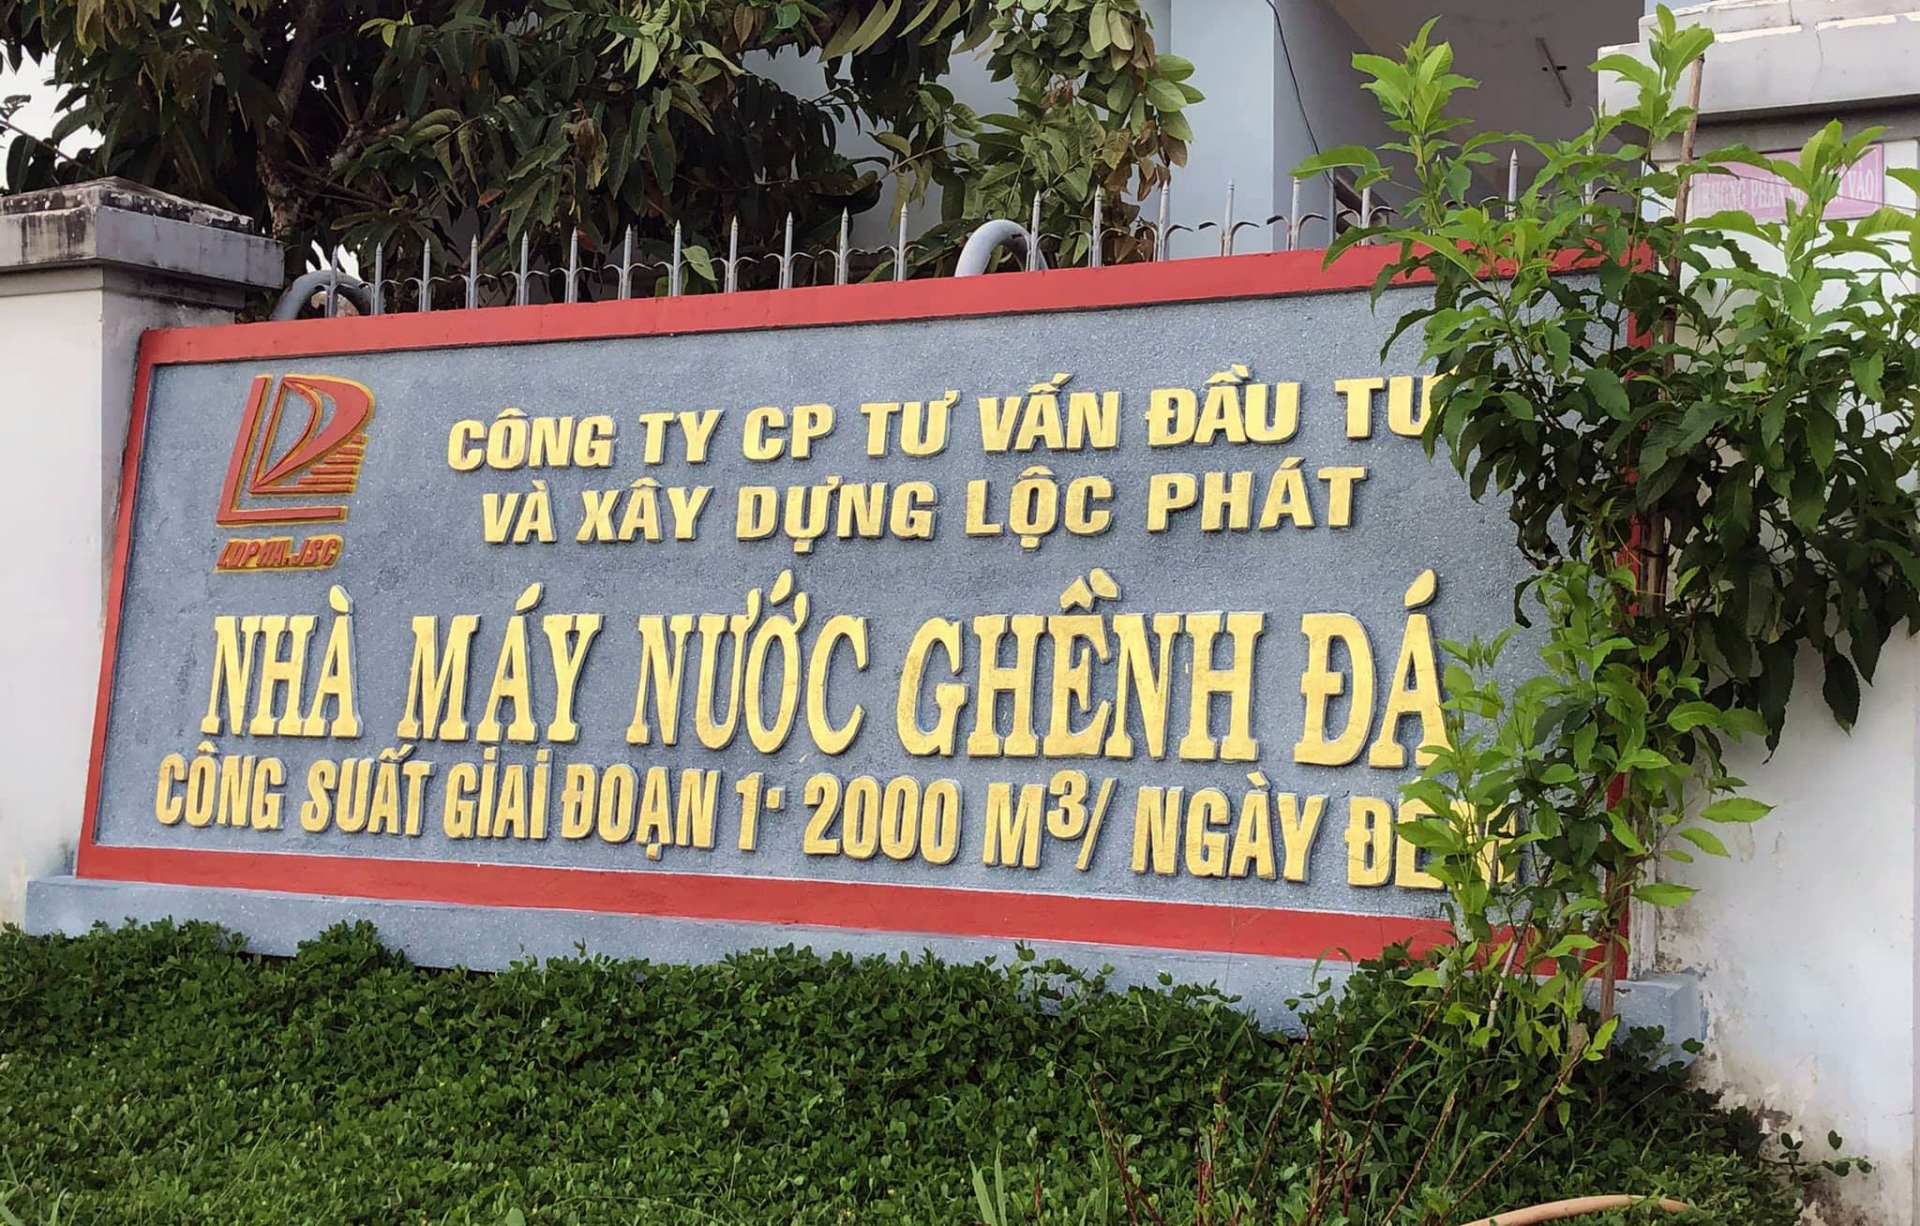 CÔNG TY CP TƯ VẤN ĐẦU TƯ
VÀ XÂY DỰNG LỘC PHÁT
NHÀ MÁY NƯỚC GHỀNH ĐÁ
CÔNG SUẤT GIAI ĐOẠN 1- 2000 M³/ NGÀY
VÀO